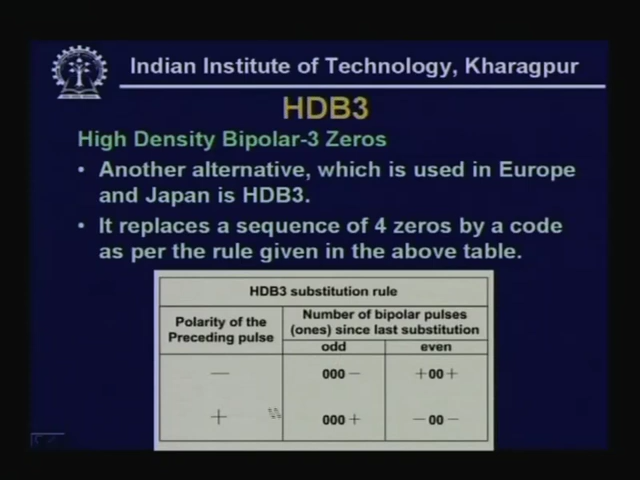 Indian Institute of Technology, Kharagpur
HDB3
High Density Bipolar-3 Zeros
• Another alternative, which is used in Europe
and Japan is HDB3.
• It replaces a sequence of 4 zeros by a code
as per the rule given in the above table.
HDB3 substitution rule
Polarity of the
Preceding pulse
Number of bipolar pulses
(ones) since last substitution
odd even
— 000 — +00+
+ 000 + —00—